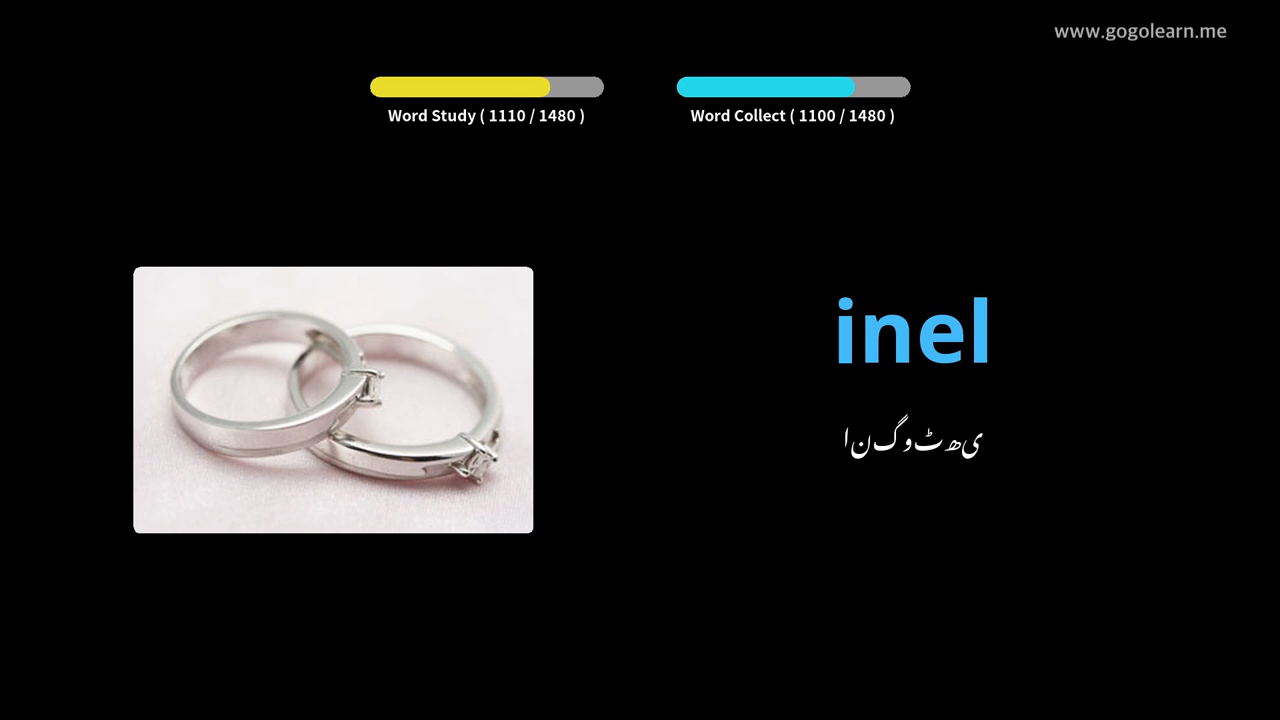 www.gogolearn.me
Word Study ( 1110 / 1480 )
Word Collect ( 1100 / 1480 )
inel
انگوٹھی